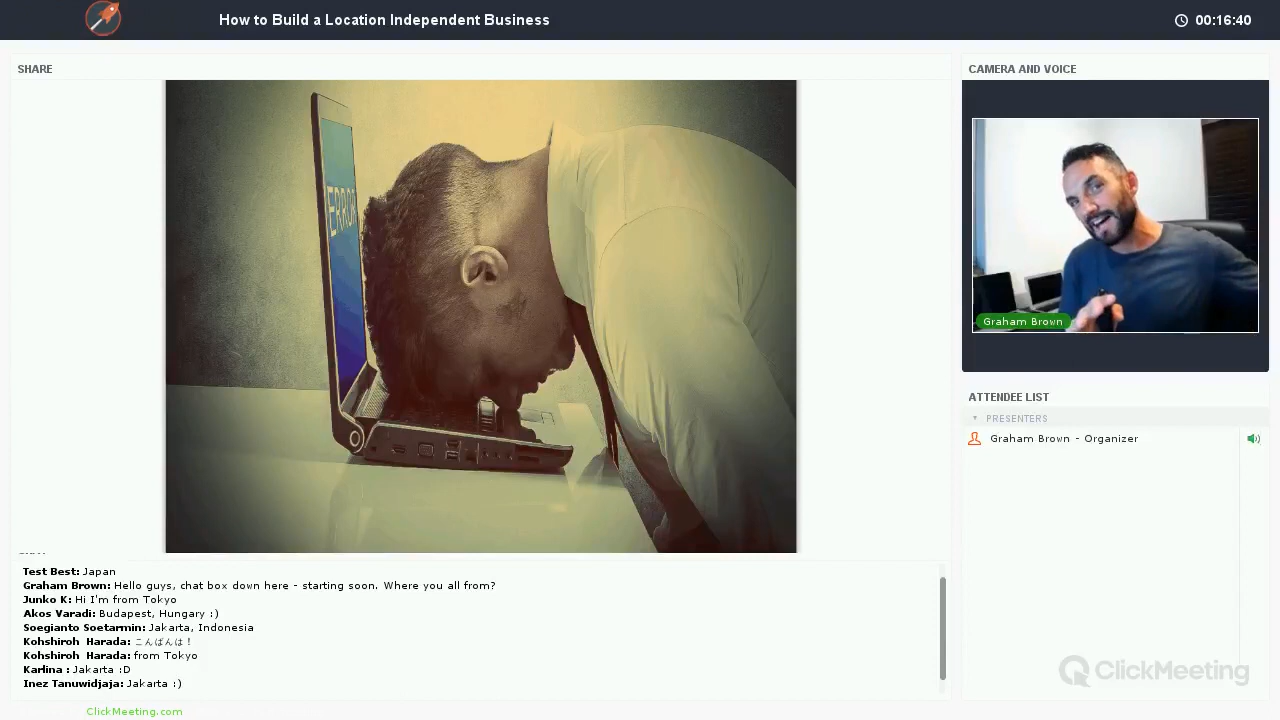 How to Build a Location Independent Business
00:16:40
SHARE
CAMERA AND VOICE
ERROR
Graham Brown
ATTENDEE LIST
PRESENTERS
Graham Brown - Organizer
Test Best: Japan
Graham Brown: Hello guys, chat box down here - starting soon. Where you all from?
Junko K: Hi I'm from Tokyo
Akos Varadi: Budapest, Hungary :)
Soegianto Soetarmin: Jakarta, Indonesia
Kohshiroh Harada: こんばんは！
Kohshiroh Harada: from Tokyo
Karlina : Jakarta :D
Inez Tanuwidjaja: Jakarta :)
ClickMeeting
ClickMeeting.com